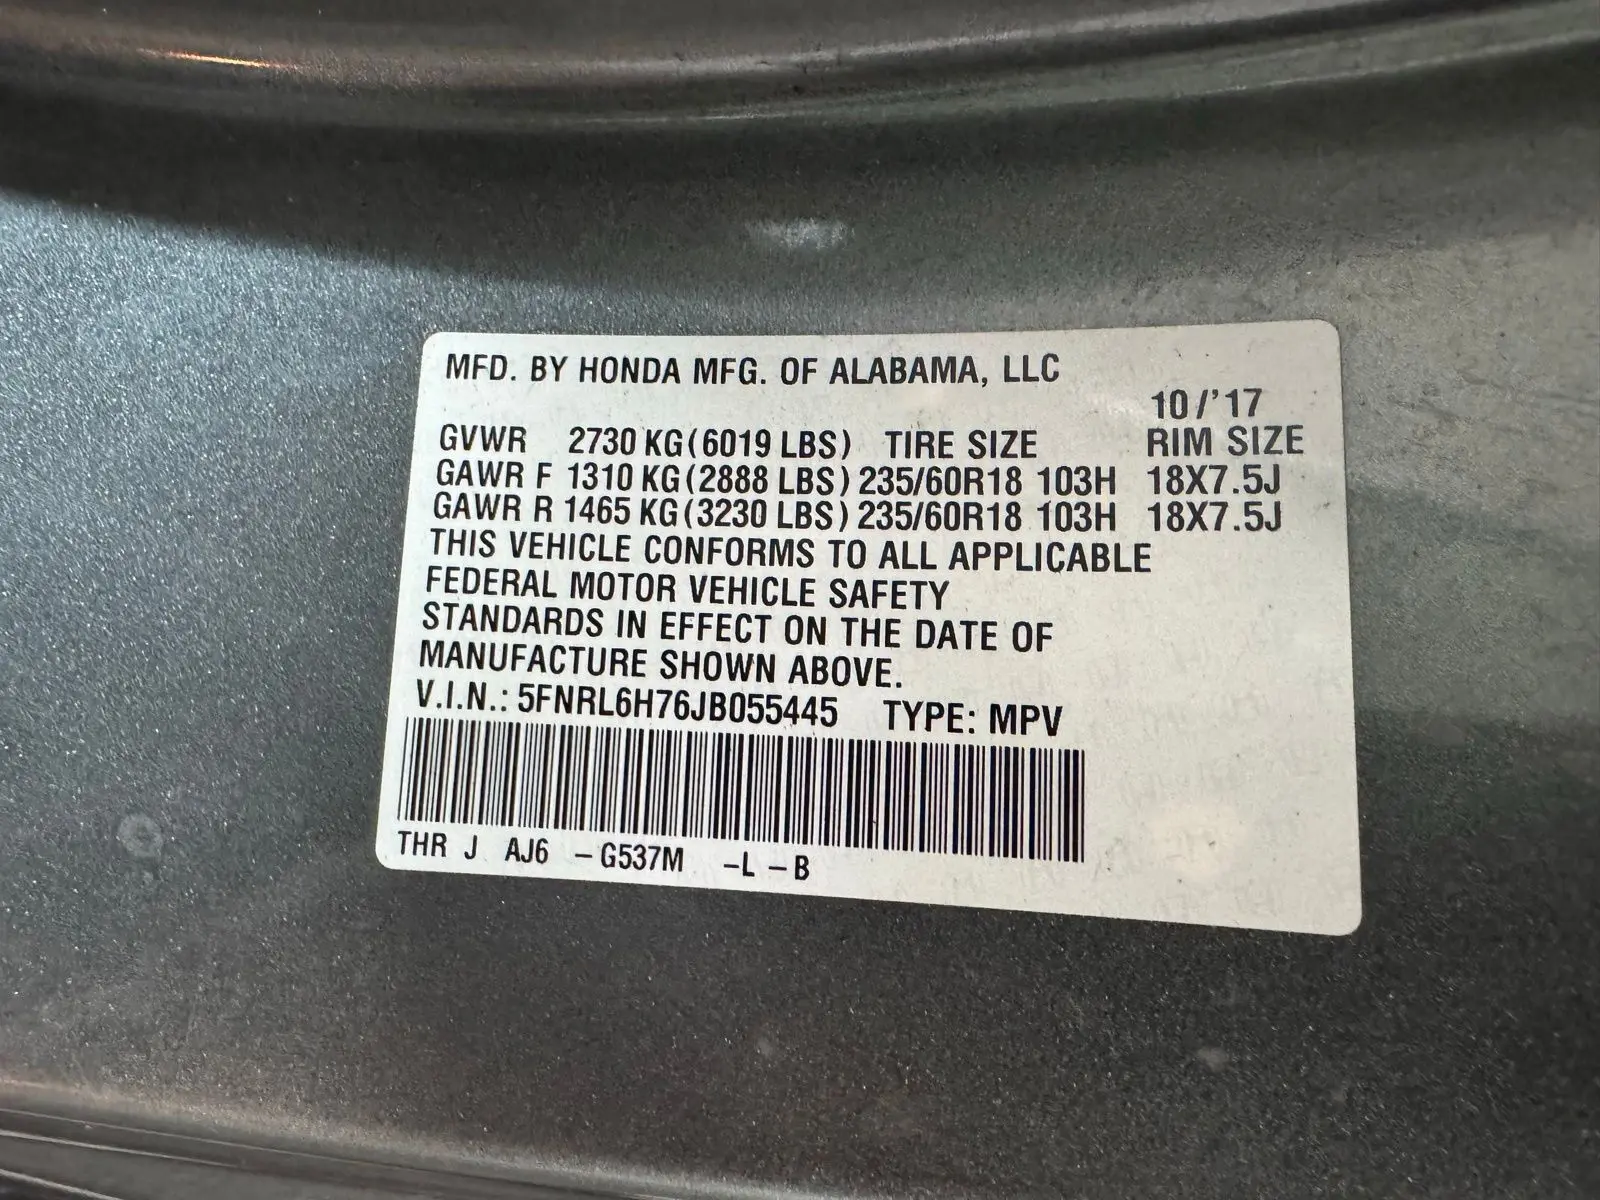 MFD. BY HONDA MFG. OF ALABAMA, LLC
10/'17
GVWR 2730 KG(6019 LBS) TIRE SIZE RIM SIZE
GAWR F 1310 KG(2888 LBS) 235/60R18 103H 18X7.5J
GAWR R 1465 KG(3230 LBS) 235/60R18 103H 18X7.5J
THIS VEHICLE CONFORMS TO ALL APPLICABLE
FEDERAL MOTOR VEHICLE SAFETY
STANDARDS IN EFFECT ON THE DATE OF
MANUFACTURE SHOWN ABOVE.
V.I.N.: 5FNRL6H76JB055445 TYPE: MPV
THR J AJ6 -G537M -L -B